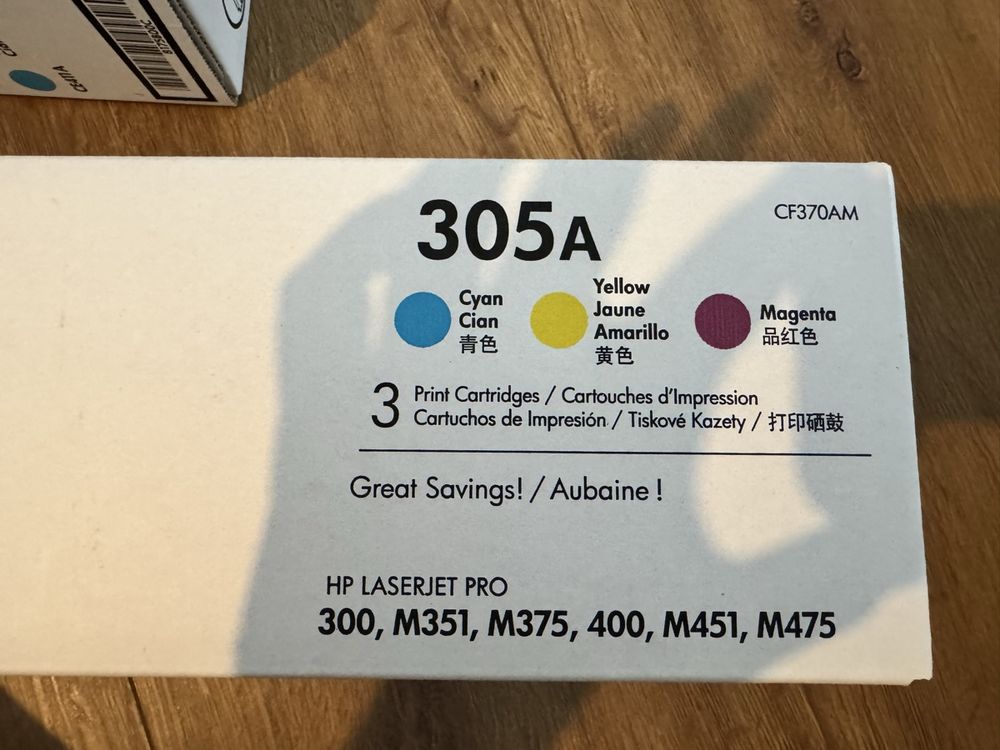 CE411A
305A
CF370AM
Cyan
Cian
青色
Yellow
Jaune
Amarillo
黄色
Magenta
品红色
3 Print Cartridges / Cartouches d'Impression
Cartuchos de Impresión / Tiskové Kazety / 打印硒鼓
Great Savings! / Aubaine !
HP LASERJET PRO
300, M351, M375, 400, M451, M475